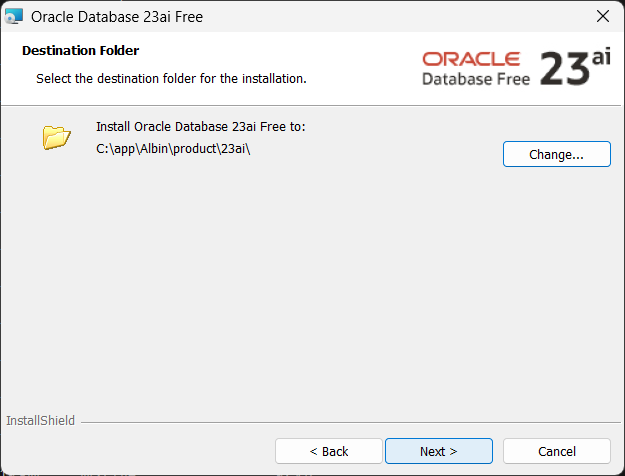 Oracle Database 23ai Free
Destination Folder
Select the destination folder for the installation.
ORACLE
Database Free
23ai
Install Oracle Database 23ai Free to:
C:\app\Albin\product\23ai\
Change...
InstallShield
< Back
Next >
Cancel